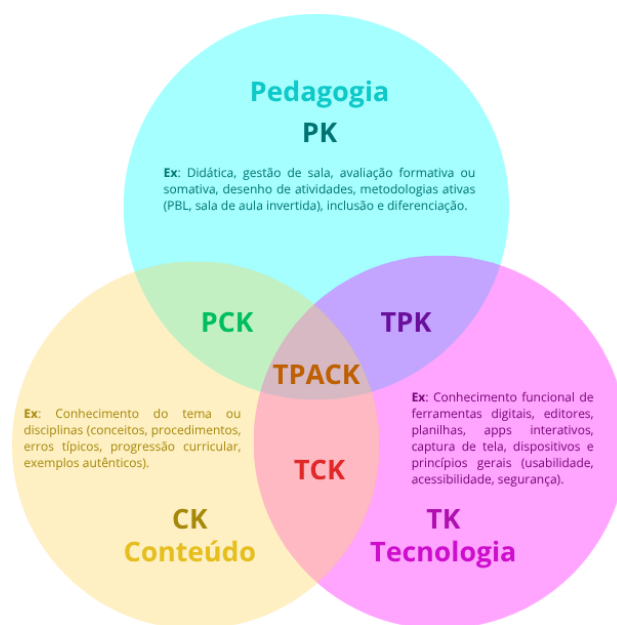 Pedagogia
PK
Ex: Didática, gestão de sala, avaliação formativa ou
somativa, desenho de atividades, metodologias ativas
(PBL, sala de aula invertida), inclusão e diferenciação.
PCK
TPK
TPACK
Ex: Conhecimento do tema ou
disciplinas (conceitos, procedimentos,
erros típicos, progressão curricular,
exemplos autênticos).
Ex: Conhecimento funcional de
ferramentas digitais, editores,
planilhas, apps interativos,
captura de tela, dispositivos e
princípios gerais (usabilidade,
acessibilidade, segurança).
TCK
CK
Conteúdo
TK
Tecnologia